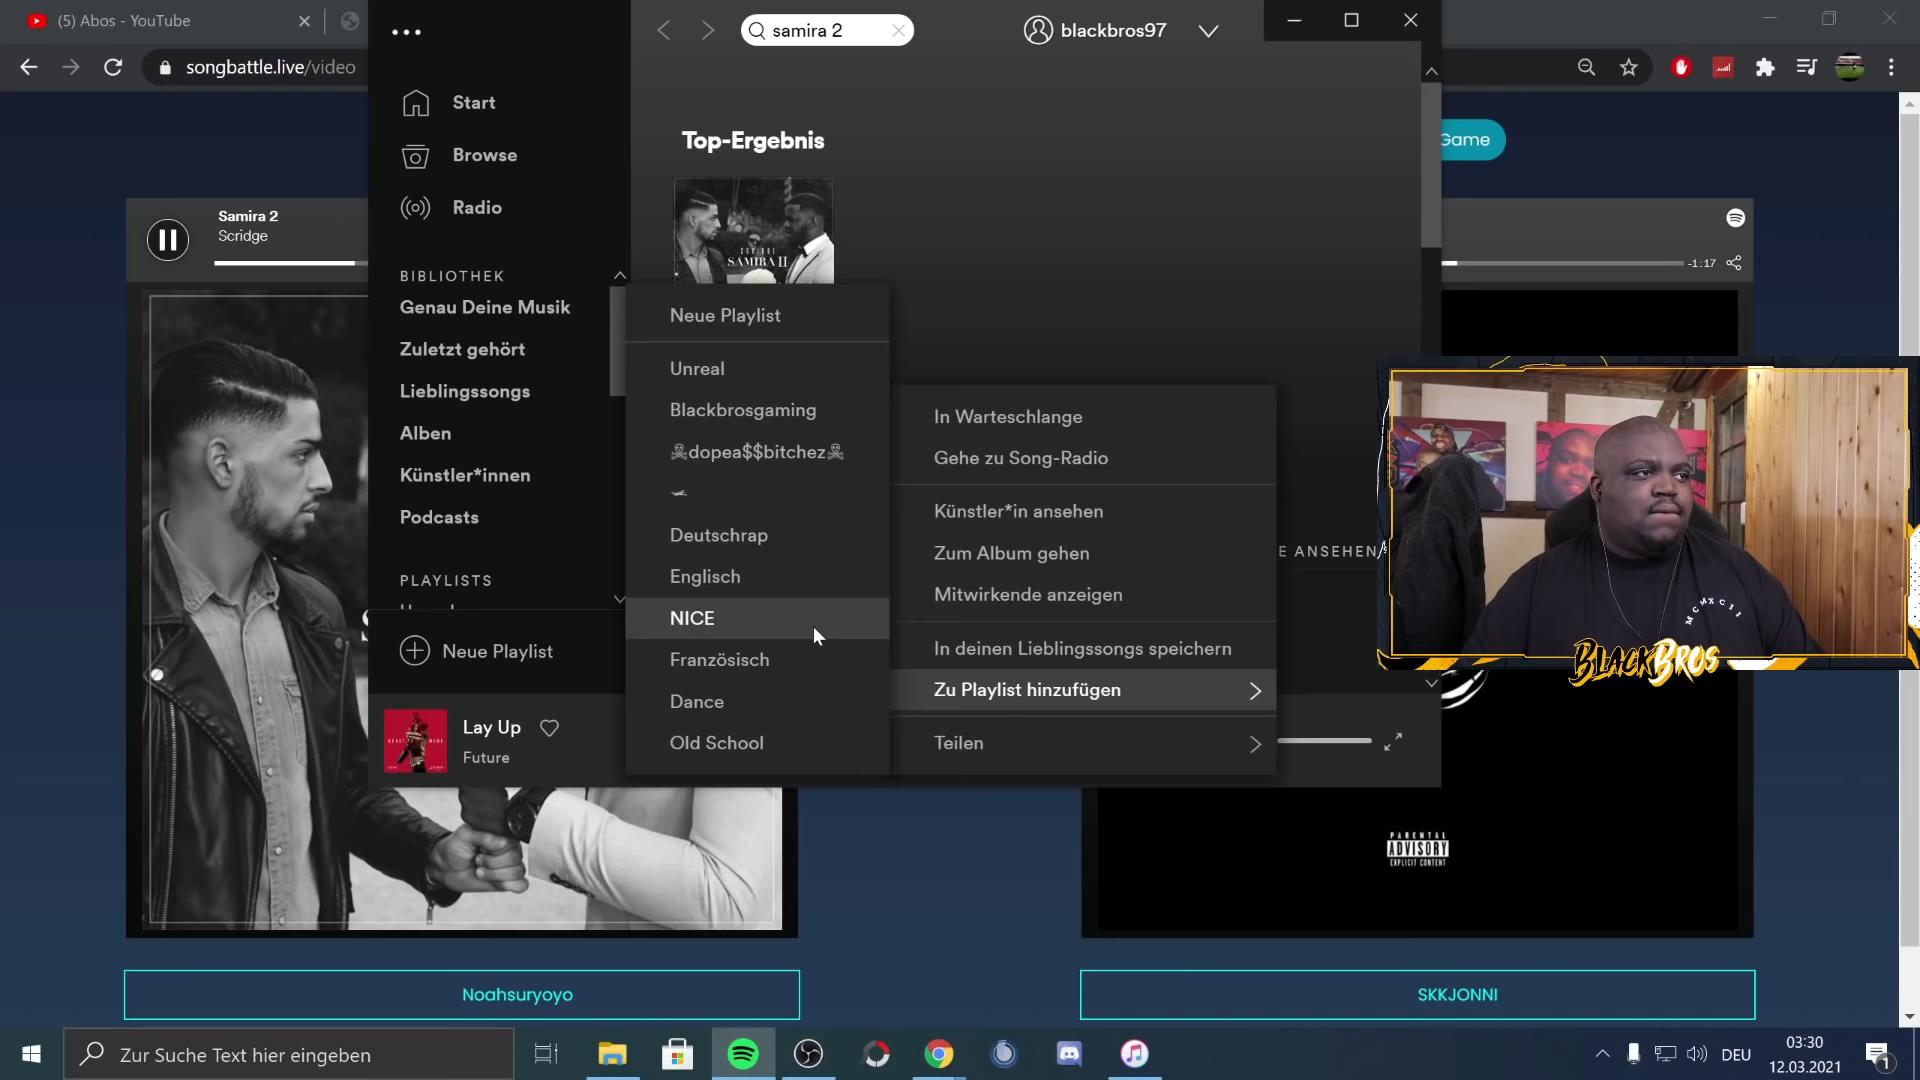 (5) Abos - YouTube
songbattle.live/video
samira 2
blackbros97
Start
Browse
Radio
Top-Ergebnis
Game
Samira 2
Scridge
SAMIRA II
-1:17
BIBLIOTHEK
Genau Deine Musik
Zuletzt gehört
Lieblingssongs
Alben
Künstler*innen
Podcasts
PLAYLISTS
Neue Playlist
Lay Up
Future
Neue Playlist
Unreal
Blackbrosgaming
☠dopea$$bitchez☠
Deutschrap
Englisch
NICE
Französisch
Dance
Old School
In Warteschlange
Gehe zu Song-Radio
Künstler*in ansehen
Zum Album gehen
Mitwirkende anzeigen
In deinen Lieblingssongs speichern
Zu Playlist hinzufügen
Teilen
E ANSEHEN
MCMXCII
BLACKBROS
PARENTAL
ADVISORY
EXPLICIT CONTENT
Noahsuryoyo
SKKJONNI
Zur Suche Text hier eingeben
DEU
03:30
12.03.2021
1